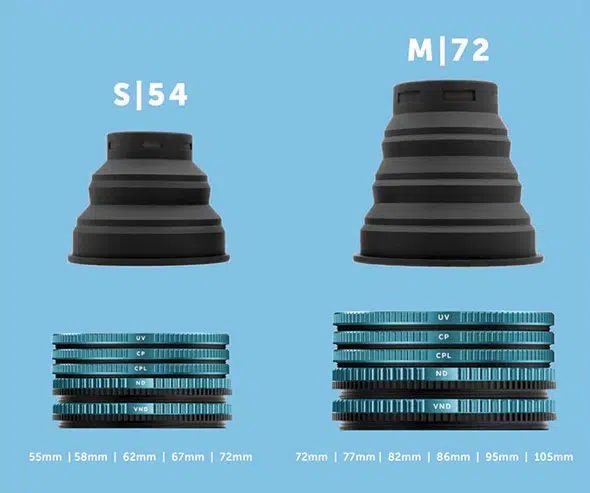 S|54
M|72
UV
CP
CPL
ND
VND
UV
CP
CPL
ND
VND
55mm | 58mm | 62mm | 67mm | 72mm
72mm | 77mm | 82mm | 86mm | 95mm | 105mm